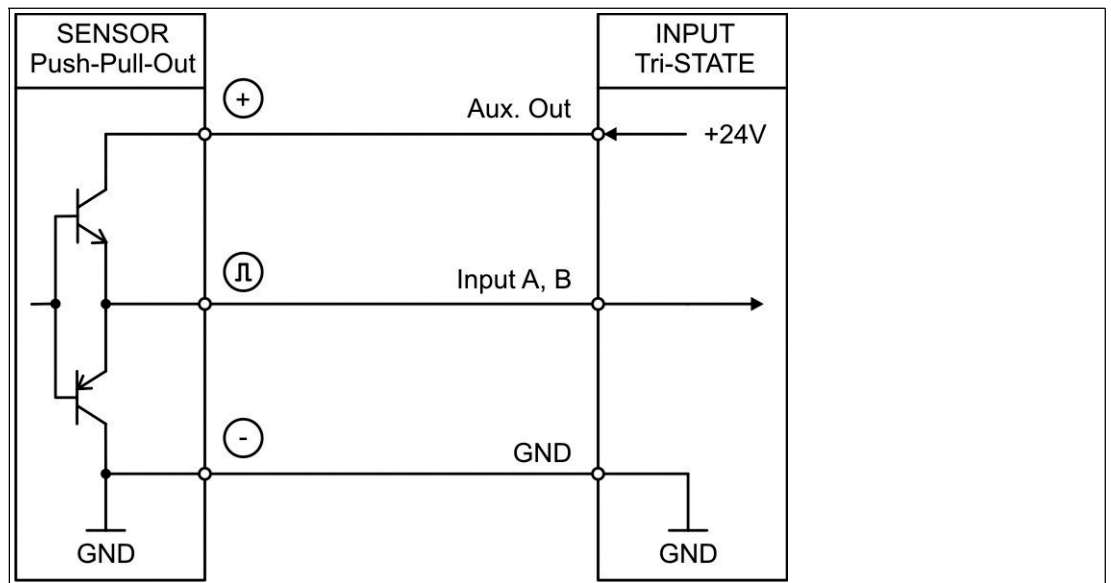 SENSOR
Push-Pull-Out
INPUT
Tri-STATE
+
Aux. Out
+24V
Input A, B
-
GND
GND
GND